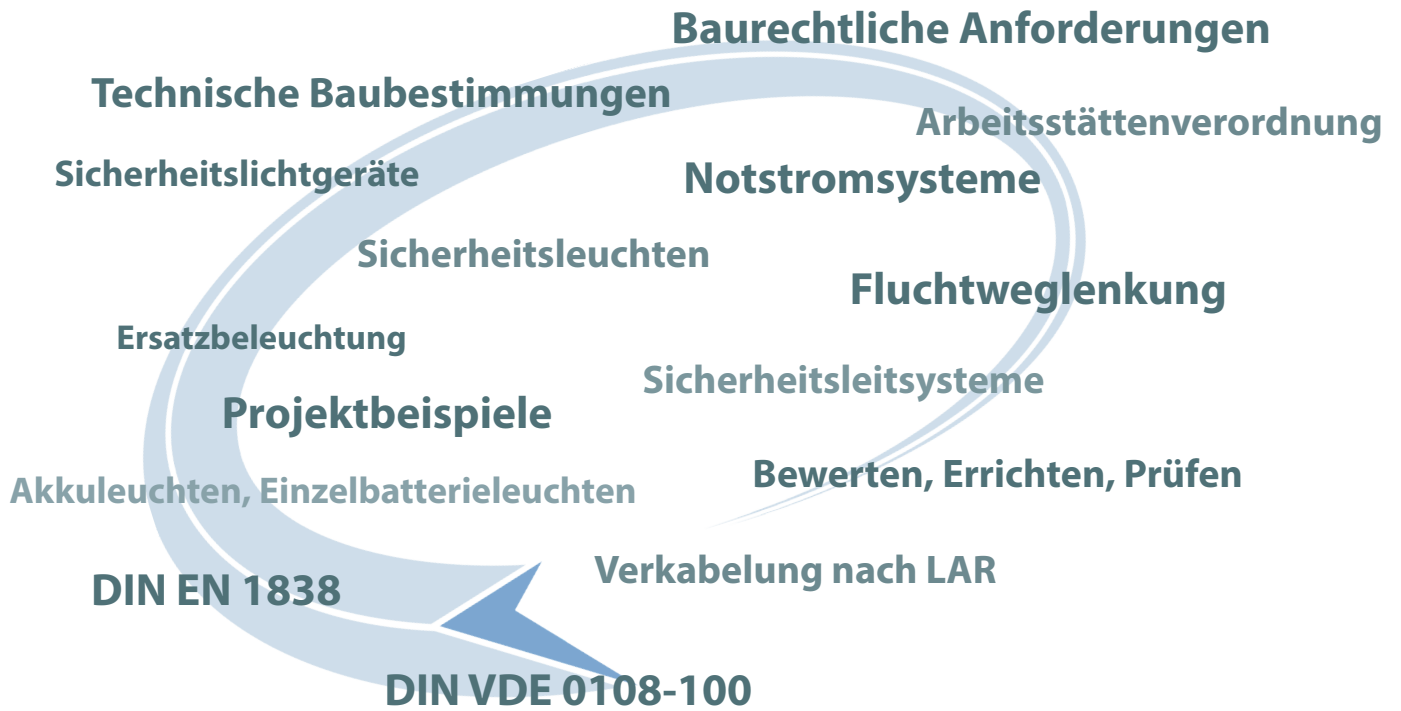 Baurechtliche Anforderungen
Technische Baubestimmungen
Arbeitsstättenverordnung
Sicherheitslichtgeräte
Notstromsysteme
Sicherheitsleuchten
Fluchtweglenkung
Ersatzbeleuchtung
Sicherheitsleitsysteme
Projektbeispiele
Bewerten, Errichten, Prüfen
Akkuleuchten, Einzelbatterieleuchten
Verkabelung nach LAR
DIN EN 1838
DIN VDE 0108-100